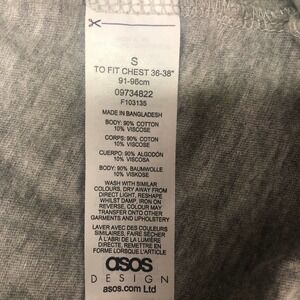 S
TO FIT CHEST 36-38"
91-96cm
09734822
F103135
MADE IN BANGLADESH
BODY: 90% COTTON
10% VISCOSE
CORPS: 90% COTON
10% VISCOSE
CUERPO: 90% ALGODÓN
10% VISCOSA
BODY: 90% BAUMWOLLE
10% VISKOSE
WASH WITH SIMILAR
COLOURS, DRY AWAY FROM
DIRECT LIGHT, RESHAPE
WHILST DAMP, IRON ON
REVERSE, COLOUR MAY
TRANSFER ONTO OTHER
GARMENTS AND UPHOLSTERY
LAVER AVEC DES COULEURS
SIMILAIRES. FAIRE SÉCHER
À L'ABRI DE LA LUMIÈRE
DIRECTE. REMETTRE EN
FORME LORSQUE L'ARTICLE
asos
DESIGN
asos.com Ltd